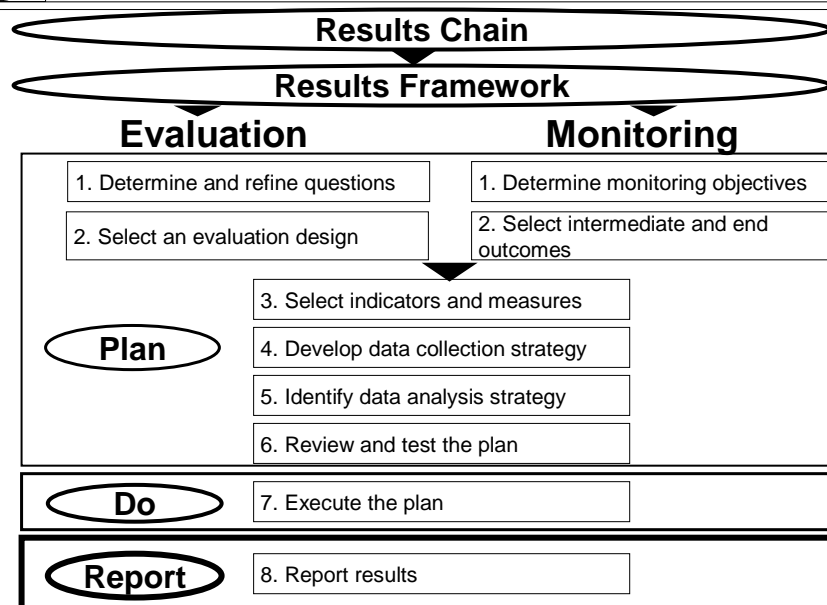 Results Chain
Results Framework
Evaluation
Monitoring
1. Determine and refine questions
1. Determine monitoring objectives
2. Select an evaluation design
2. Select intermediate and end
outcomes
3. Select indicators and measures
Plan
4. Develop data collection strategy
5. Identify data analysis strategy
6. Review and test the plan
Do
7. Execute the plan
Report
8. Report results